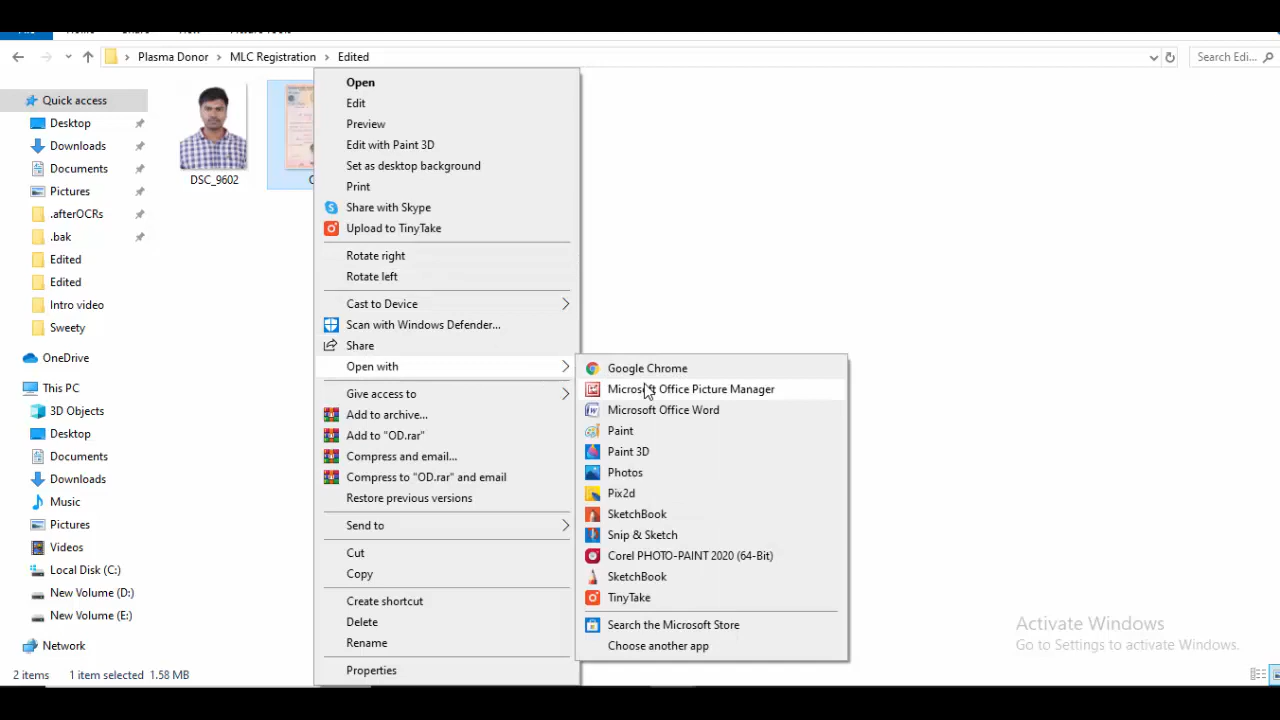 Plasma Donor > MLC Registration > Edited
Search Edi...
Quick access
Desktop
Downloads
Documents
Pictures
.afterOCRs
.bak
Edited
Edited
Intro video
Sweety
OneDrive
This PC
3D Objects
Desktop
Documents
Downloads
Music
Pictures
Videos
Local Disk (C:)
New Volume (D:)
New Volume (E:)
Network
DSC_9602
Open
Edit
Preview
Edit with Paint 3D
Set as desktop background
Print
Share with Skype
Upload to TinyTake
Rotate right
Rotate left
Cast to Device
Scan with Windows Defender...
Share
Open with
Give access to
Add to archive...
Add to "OD.rar"
Compress and email...
Compress to "OD.rar" and email
Restore previous versions
Send to
Cut
Copy
Create shortcut
Delete
Rename
Properties
Google Chrome
Microsoft Office Picture Manager
Microsoft Office Word
Paint
Paint 3D
Photos
Pix2d
SketchBook
Snip & Sketch
Corel PHOTO-PAINT 2020 (64-Bit)
SketchBook
TinyTake
Search the Microsoft Store
Choose another app
Activate Windows
Go to Settings to activate Windows.
2 items 1 item selected 1.58 MB